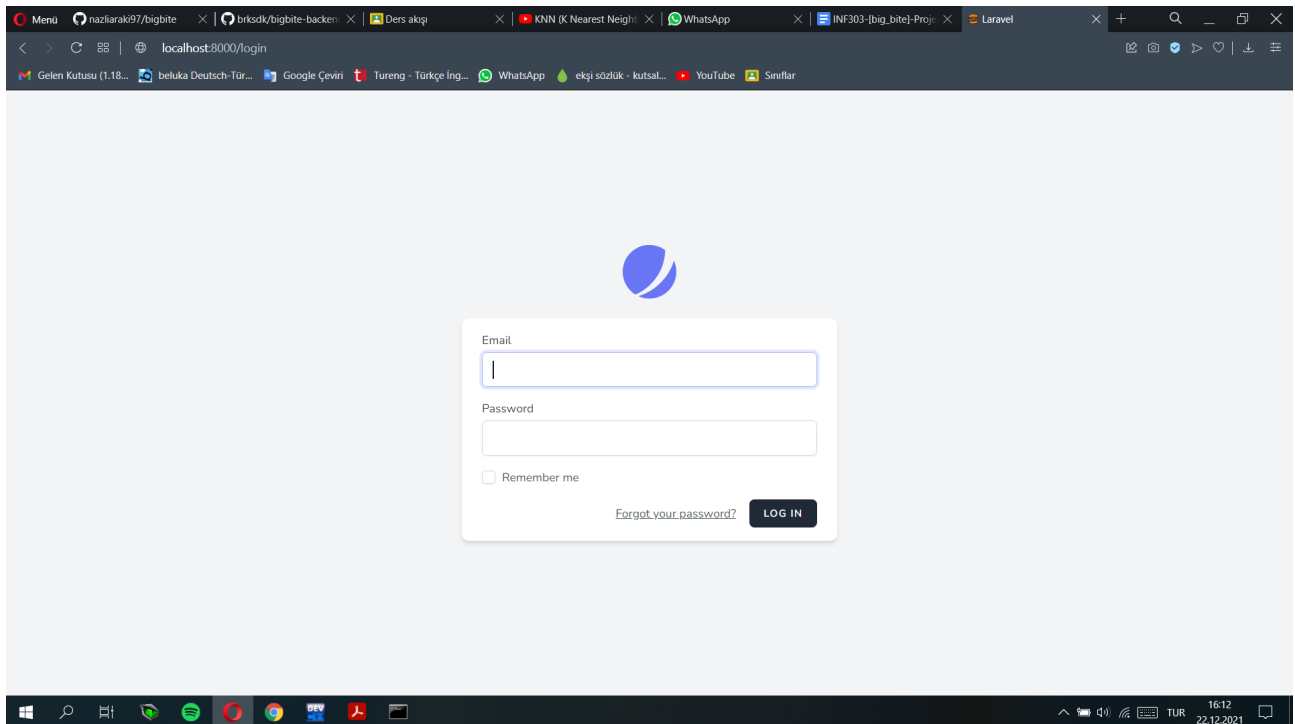 Menü nazliaraki97/bigbite brksdk/bigbite-backen Ders akışı KNN (K Nearest Neighb WhatsApp INF303-[big_bite]-Proje Laravel
localhost:8000/login
Gelen Kutusu (1.18... beluka Deutsch-Tür... Google Çeviri Tureng - Türkçe İng... WhatsApp ekşi sözlük - kutsal... YouTube Sınıflar
Email
Password
Remember me
Forgot your password? LOG IN
DEV
TUR 16:12
22.12.2021